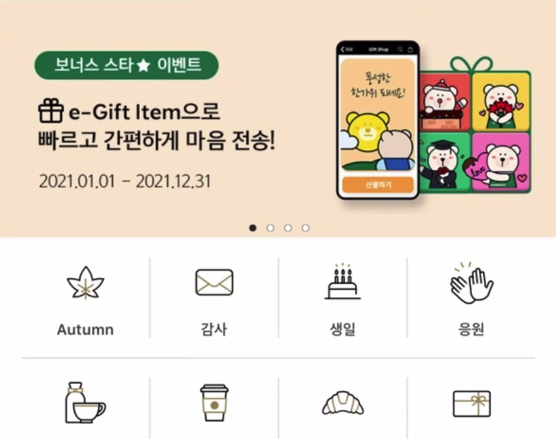 보너스 스타★ 이벤트
e-Gift Item으로
빠르고 간편하게 마음 전송!
2021.01.01 – 2021.12.31
Gift Shop
풍성한
한가위 되세요!
선물하기
Love
Autumn
감사
생일
응원